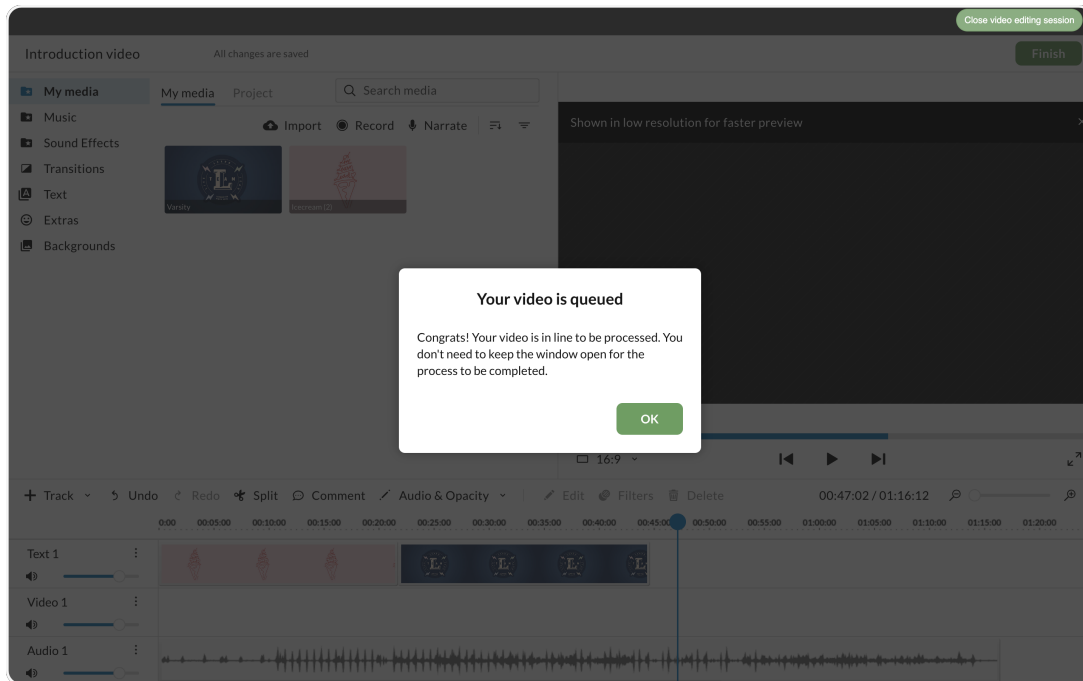 Close video editing session
Introduction video
All changes are saved
Finish
My media
Music
Sound Effects
Transitions
Text
Extras
Backgrounds
My media Project
Search media
Import Record Narrate
Varsity
Icecream (2)
Shown in low resolution for faster preview
Your video is queued
Congrats! Your video is in line to be processed. You
don't need to keep the window open for the
process to be completed.
OK
16:9
Track Undo Redo Split Comment Audio & Opacity Edit Filters Delete 00:47:02 / 01:16:12
0:00 00:05:00 00:10:00 00:15:00 00:20:00 00:25:00 00:30:00 00:35:00 00:40:00 00:45:00 00:50:00 00:55:00 01:00:00 01:05:00 01:10:00 01:15:00 01:20:00
Text 1
Video 1
Audio 1